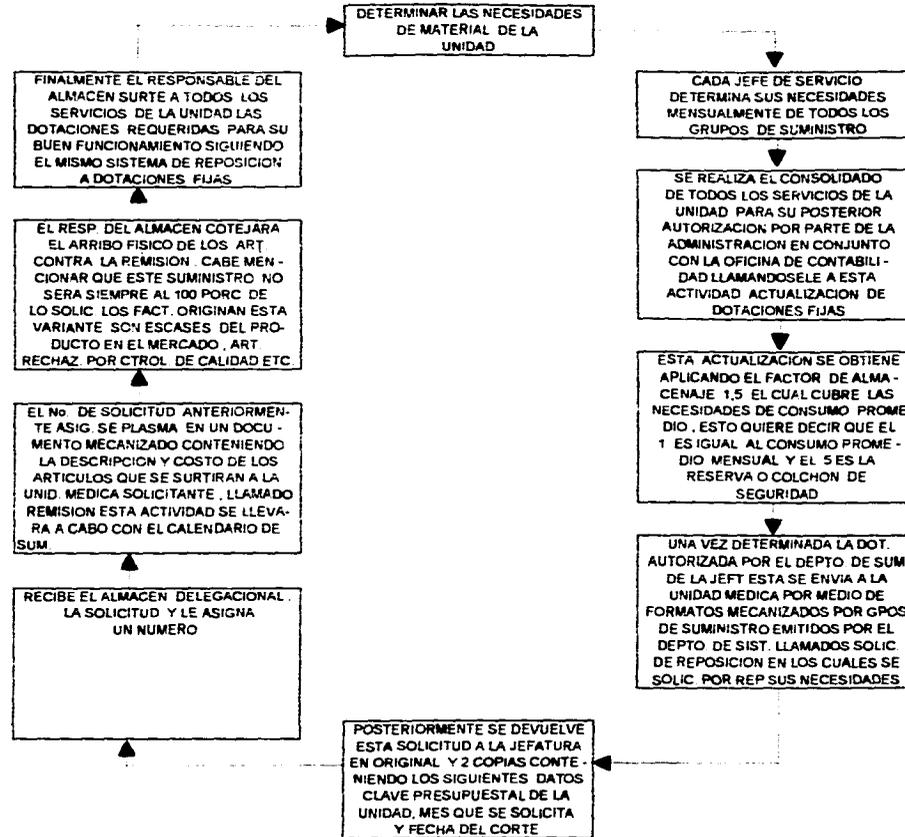 DETERMINAR LAS NECESIDADES
DE MATERIAL DE LA
UNIDAD
CADA JEFE DE SERVICIO
DETERMINA SUS NECESIDADES
MENSUALMENTE DE TODOS LOS
GRUPOS DE SUMINISTRO
SE REALIZA EL CONSOLIDADO
DE TODOS LOS SERVICIOS DE LA
UNIDAD PARA SU POSTERIOR
AUTORIZACION POR PARTE DE LA
ADMINISTRACION EN CONJUNTO
CON LA OFICINA DE CONTABILI-
DAD LLAMANDOSELE A ESTA
ACTIVIDAD ACTUALIZACION DE
DOTACIONES FIJAS
ESTA ACTUALIZACION SE OBTIENE
APLICANDO EL FACTOR DE ALMA-
CENAJE 1,5 EL CUAL CUBRE LAS
NECESIDADES DE CONSUMO PROME
DIO , ESTO QUIERE DECIR QUE EL
1 ES IGUAL AL CONSUMO PROME-
DIO MENSUAL Y EL 5 ES LA
RESERVA O COLCHON DE
SEGURIDAD
UNA VEZ DETERMINADA LA DOT.
AUTORIZADA POR EL DEPTO. DE SUM
DE LA JEFT ESTA SE ENVIA A LA
UNIDAD MEDICA POR MEDIO DE
FORMATOS MECANIZADOS POR GPOS
DE SUMINISTRO EMITIDOS POR EL
DEPTO. DE SIST. LLAMADOS SOLIC.
DE REPOSICION EN LOS CUALES SE
SOLIC. POR REP SUS NECESIDADES
POSTERIORMENTE SE DEVUELVE
ESTA SOLICITUD A LA JEFATURA
EN ORIGINAL Y 2 COPIAS CONTE-
NIENDO LOS SIGUIENTES DATOS
CLAVE PRESUPUESTAL DE LA
UNIDAD, MES QUE SE SOLICITA
Y FECHA DEL CORTE
RECIBE EL ALMACEN DELEGACIONAL.
LA SOLICITUD Y LE ASIGNA
UN NUMERO
EL No. DE SOLICITUD ANTERIORMEN-
TE ASIG. SE PLASMA EN UN DOCU-
MENTO MECANIZADO CONTENIENDO
LA DESCRIPCION Y COSTO DE LOS
ARTICULOS QUE SE SURTIRAN A LA
UNID. MEDICA SOLICITANTE , LLAMADO
REMISION ESTA ACTIVIDAD SE LLEVA-
RA A CABO CON EL CALENDARIO DE
SUM.
EL RESP. DEL ALMACEN COTEJARA
EL ARRIBO FISICO DE LOS ART.
CONTRA LA REMISION . CABE MEN-
CIONAR QUE ESTE SUMINISTRO NO
SERA SIEMPRE AL 100 PORC. DE
LO SOLIC. LOS FACT. ORIGINAN ESTA
VARIANTE SON ESCASES DEL PRO-
DUCTO EN EL MERCADO , ART.
RECHAZ. POR CTROL. DE CALIDAD ETC.
FINALMENTE EL RESPONSABLE DEL
ALMACEN SURTE A TODOS LOS
SERVICIOS DE LA UNIDAD LAS
DOTACIONES REQUERIDAS PARA SU
BUEN FUNCIONAMIENTO SIGUIENDO
EL MISMO SISTEMA DE REPOSICION
A DOTACIONES FIJAS